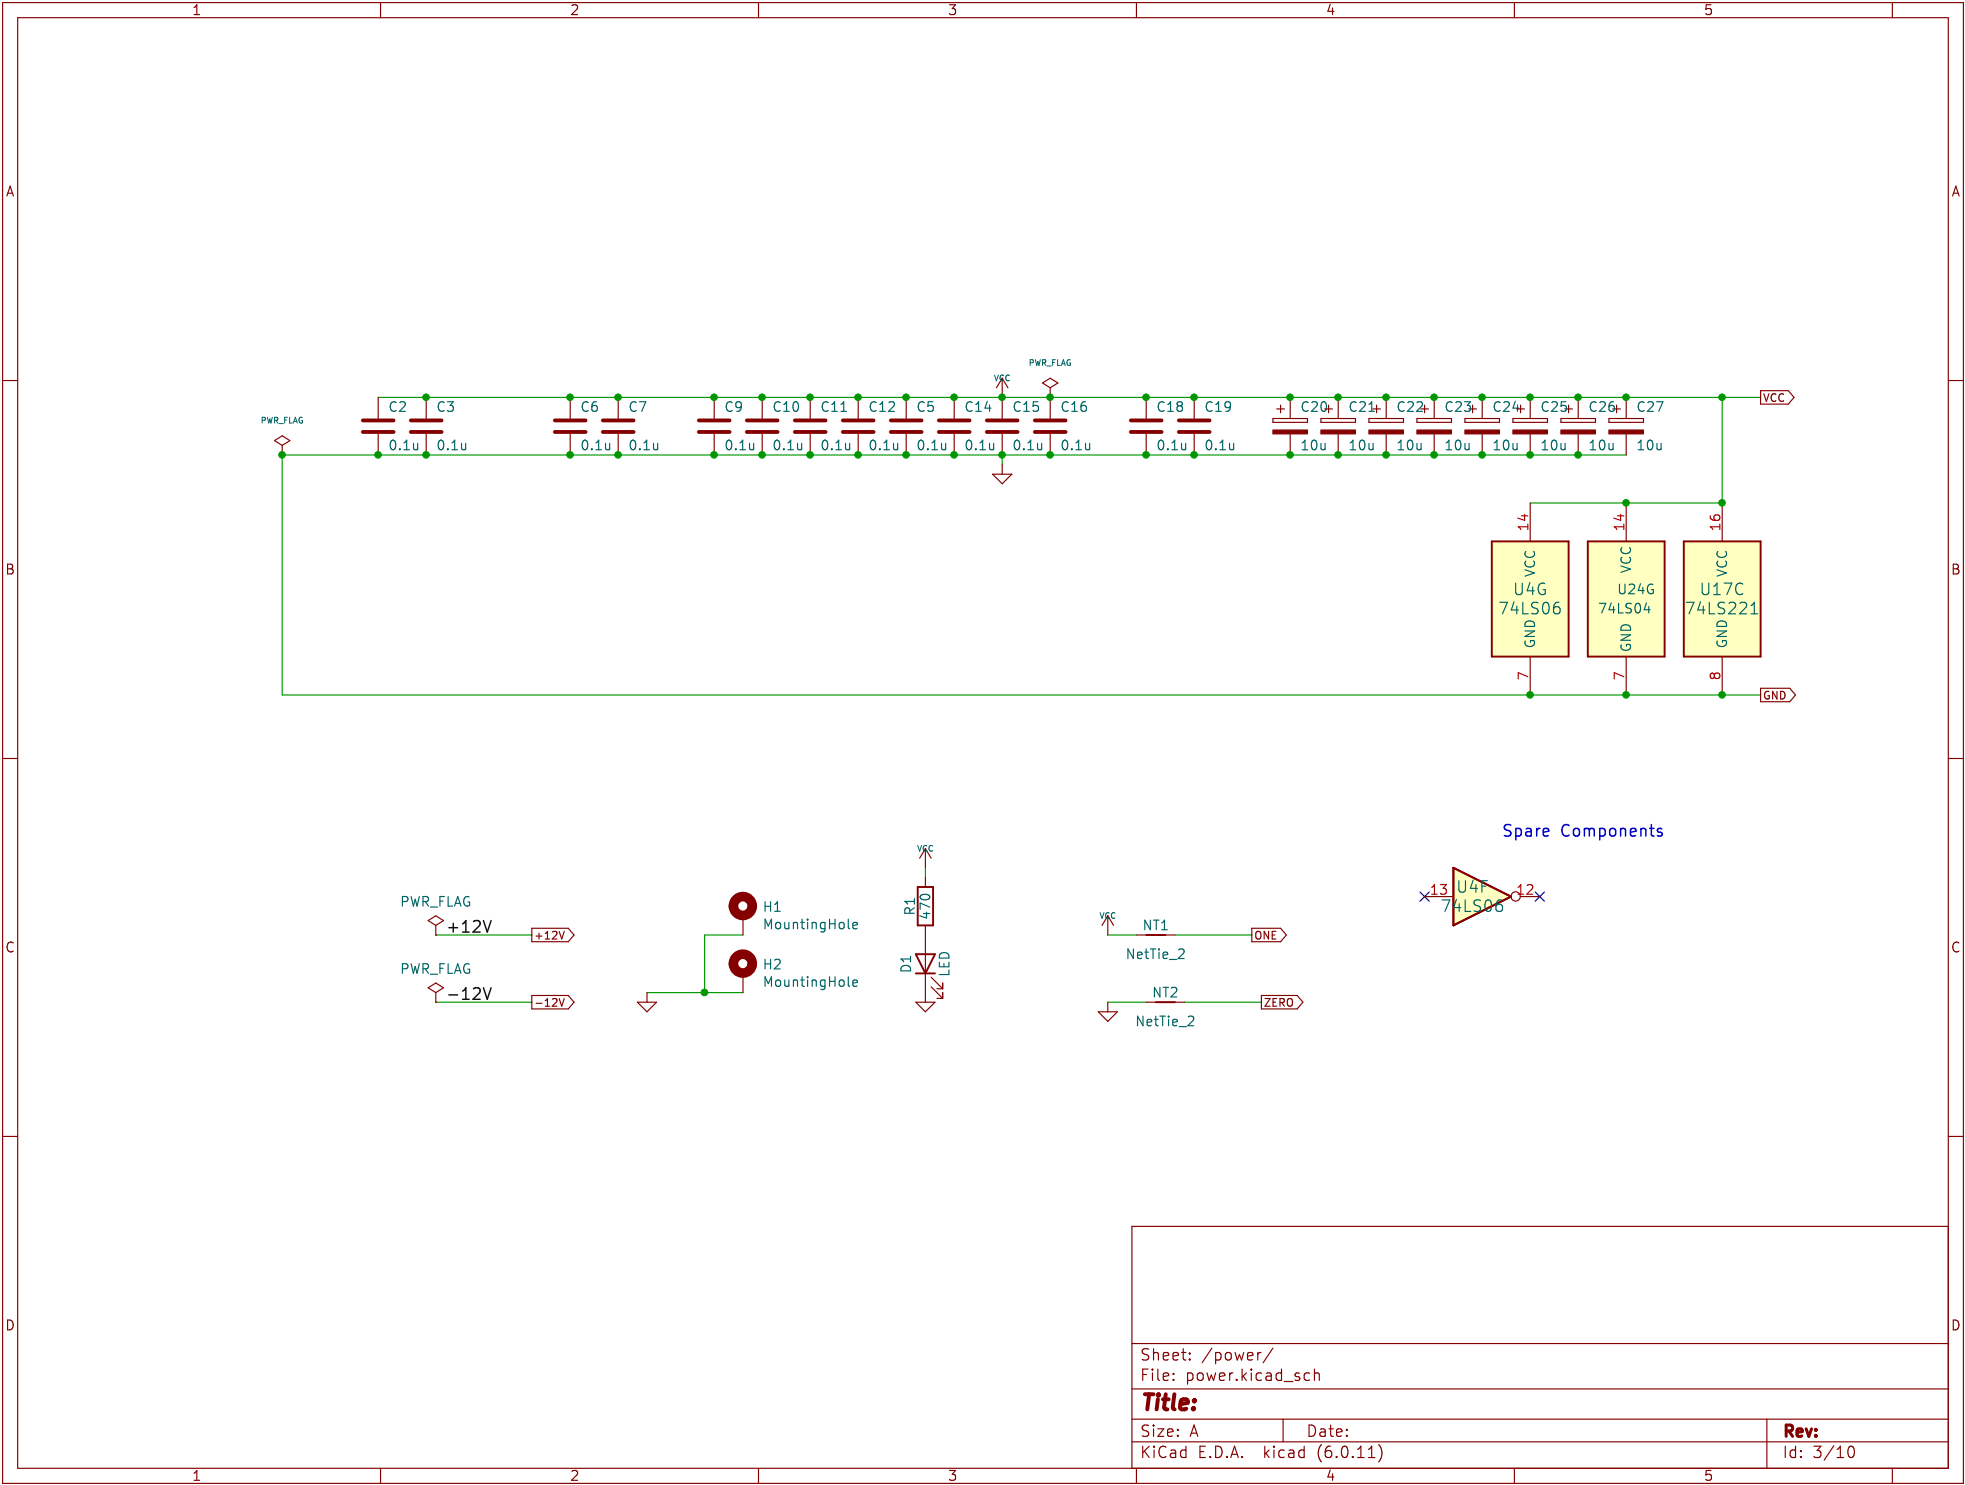 1 2 3 4 5
A A
PWR_FLAG
VCC
PWR_FLAG
C2 C3 C6 C7 C9 C10 C11 C12 C5 C14 C15 C16 C18 C19 C20 C21 C22 C23 C24 C25 C26 C27
VCC
+ + + + + + + +
0.1u 0.1u 0.1u 0.1u 0.1u 0.1u 0.1u 0.1u 0.1u 0.1u 0.1u 0.1u 0.1u 0.1u 10u 10u 10u 10u 10u 10u 10u 10u
14 14 16
VCC VCC VCC
B B
U4G U24G U17C
74LS06 74LS04 74LS221
GND GND GND
7 7 8
GND
Spare Components
VCC
PWR_FLAG
+12V
+12V
PWR_FLAG
-12V
-12V
H1
MountingHole
H2
MountingHole
R1
470
D1
LED
VCC
NT1
NetTie_2
ONE
NT2
NetTie_2
ZERO
13 U4F 12
74LS06
C C
D D
Sheet: /power/
File: power.kicad_sch
Title:
Size: A Date: Rev:
KiCad E.D.A. kicad (6.0.11) Id: 3/10
1 2 3 4 5